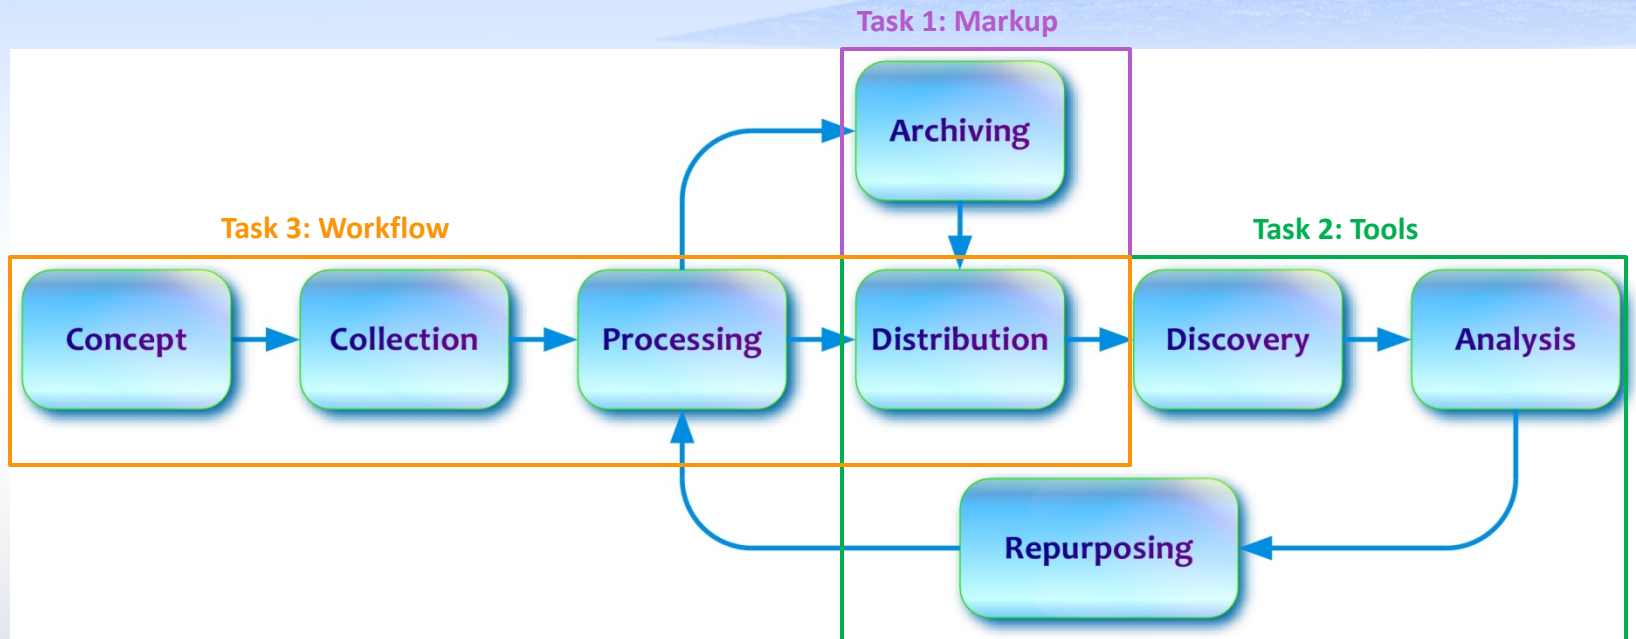 Task 1: Markup
Archiving
Task 3: Workflow
Task 2: Tools
Concept
Collection
Processing
Distribution
Discovery
Analysis
Repurposing